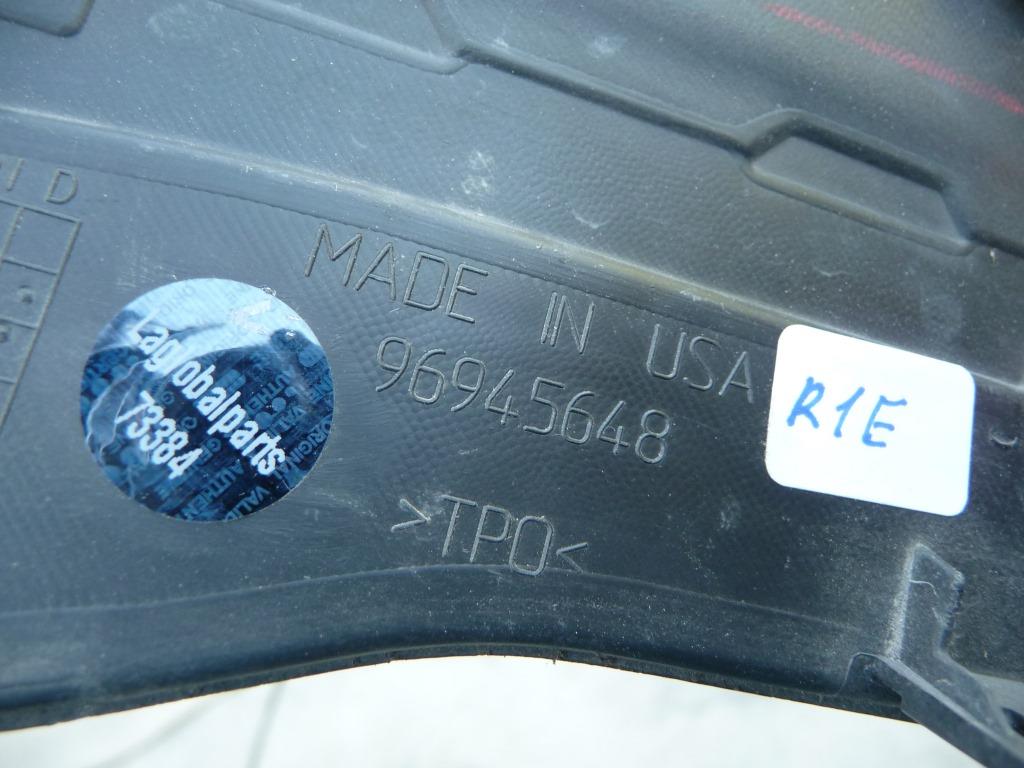 D
MADE IN USA
96945648
>TPO<
Laglobalparts
73384
R1E